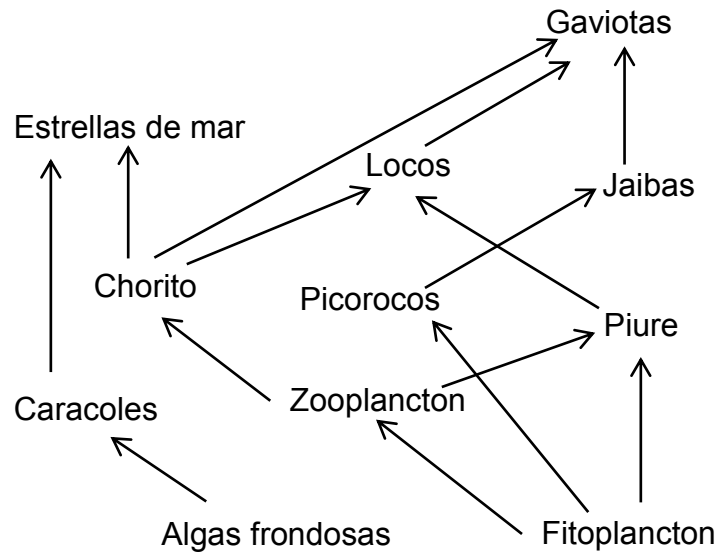 Gaviotas
Estrellas de mar
Locos
Jaibas
Chorito
Picorocos
Piure
Caracoles
Zooplancton
Algas frondosas
Fitoplancton